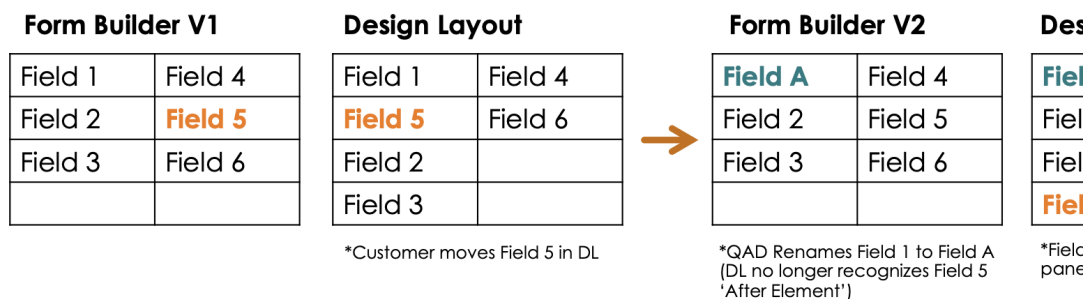 Form Builder V1
Field 1 Field 4
Field 2 Field 5
Field 3 Field 6
Design Layout
Field 1 Field 4
Field 5 Field 6
Field 2
Field 3
*Customer moves Field 5 in DL
Form Builder V2
Field A Field 4
Field 2 Field 5
Field 3 Field 6
*QAD Renames Field 1 to Field A
(DL no longer recognizes Field 5
‘After Element’)